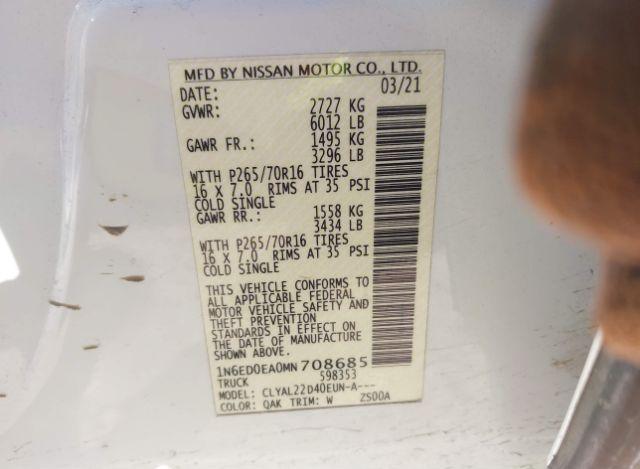 MFD BY NISSAN MOTOR CO., LTD.
DATE: 03/21
GVWR: 2727 KG
6012 LB
GAWR FR.: 1495 KG
3296 LB
WITH P265/70R16 TIRES
16 X 7.0 RIMS AT 35 PSI
COLD SINGLE
GAWR RR.: 1558 KG
3434 LB
WITH P265/70R16 TIRES
16 X 7.0 RIMS AT 35 PSI
COLD SINGLE
THIS VEHICLE CONFORMS TO
ALL APPLICABLE FEDERAL
MOTOR VEHICLE SAFETY AND
THEFT PREVENTION
STANDARDS IN EFFECT ON
THE DATE OF MANUFACTURE
SHOWN ABOVE.
1N6ED0EA0MN708685
TRUCK 598353
MODEL: CLYAL22D40EUN-A---
COLOR: QAK TRIM: W ZS00A